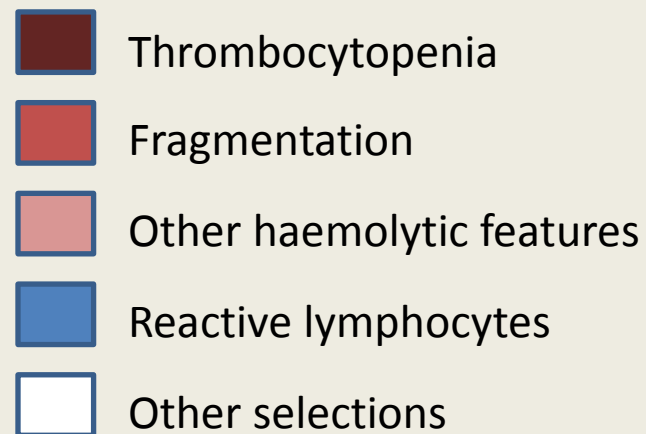 Thrombocytopenia
Fragmentation
Other haemolytic features
Reactive lymphocytes
Other selections